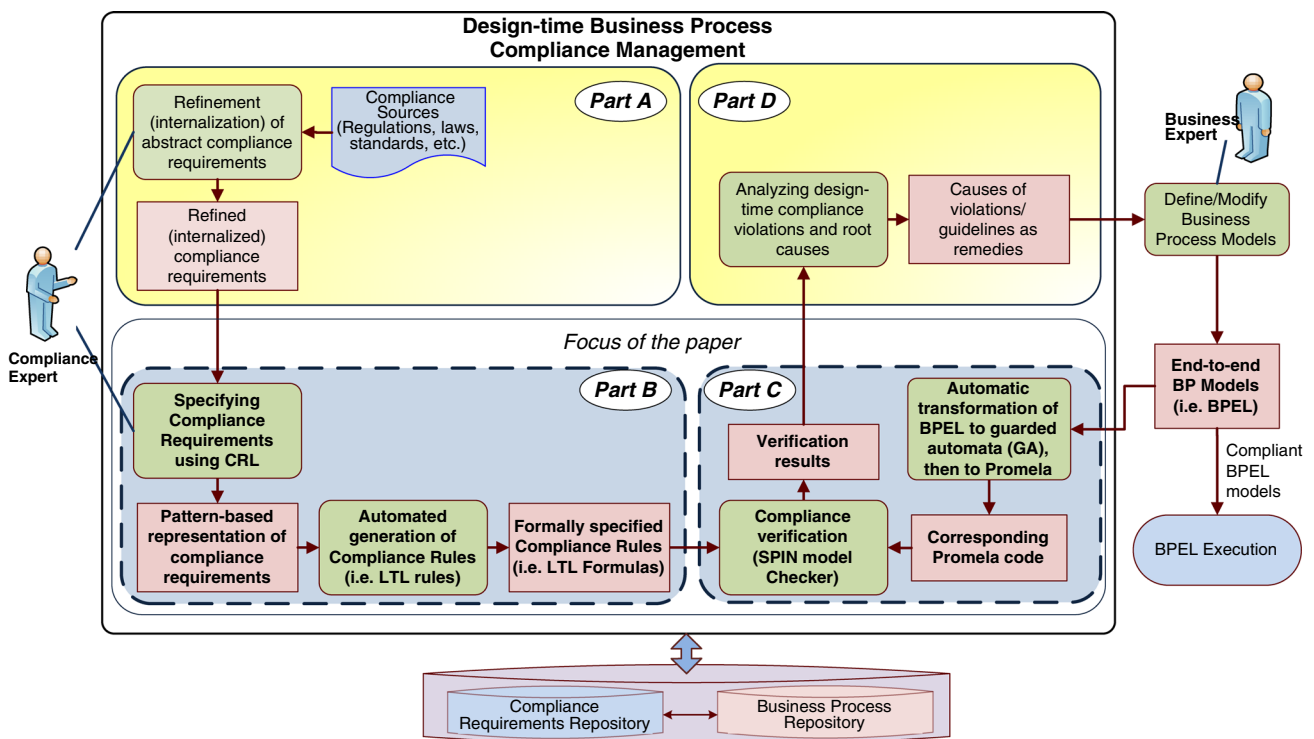 Design-time Business Process
Compliance Management
Part A
Refinement
(internalization) of
abstract compliance
requirements
Compliance
Sources
(Regulations, laws,
standards, etc.)
Refined
(internalized)
compliance
requirements
Part D
Analyzing design-
time compliance
violations and root
causes
Causes of
violations/
guidelines as
remedies
Business
Expert
Define/Modify
Business
Process Models
Compliance
Expert
Focus of the paper
Part B
Specifying
Compliance
Requirements
using CRL
Pattern-based
representation of
compliance
requirements
Automated
generation of
Compliance Rules
(i.e. LTL rules)
Formally specified
Compliance Rules
(i.e. LTL Formulas)
Part C
Verification
results
Automatic
transformation of
BPEL to guarded
automata (GA),
then to Promela
Compliance
verification
(SPIN model
Checker)
Corresponding
Promela code
End-to-end
BP Models
(i.e. BPEL)
Compliant
BPEL
models
BPEL Execution
Compliance
Requirements Repository
Business Process
Repository